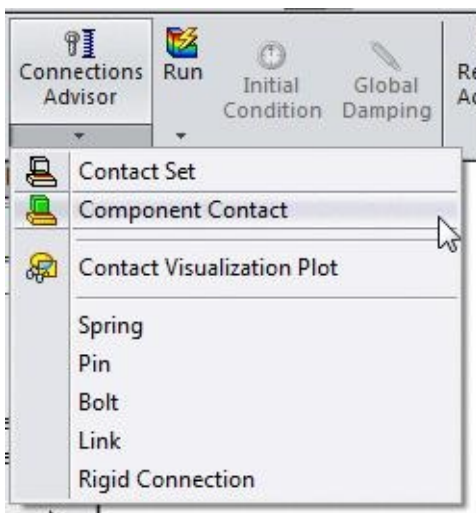 Connections
Advisor
Run
Initial
Condition
Global
Damping
Contact Set
Component Contact
Contact Visualization Plot
Spring
Pin
Bolt
Link
Rigid Connection